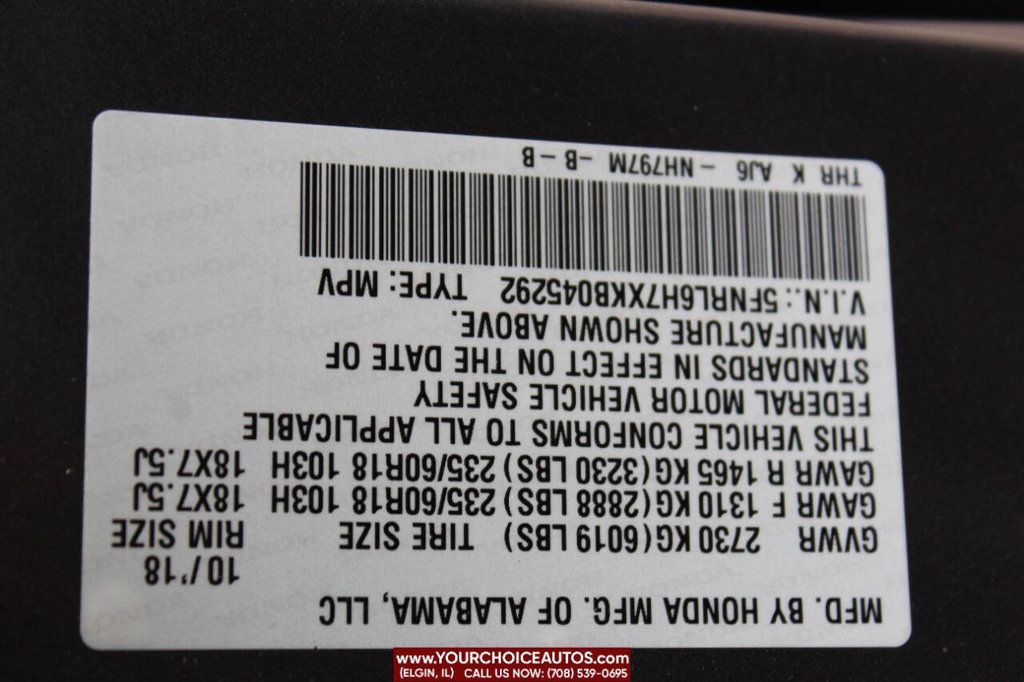 MFD. BY HONDA MFG. OF ALABAMA, LLC
10/'18
GVWR 2730 KG(6019 LBS) TIRE SIZE RIM SIZE
GAWR F 1310 KG(2888 LBS) 235/60R18 103H 18X7.5J
GAWR R 1465 KG(3230 LBS) 235/60R18 103H 18X7.5J
THIS VEHICLE CONFORMS TO ALL APPLICABLE
FEDERAL MOTOR VEHICLE SAFETY
STANDARDS IN EFFECT ON THE DATE OF
MANUFACTURE SHOWN ABOVE.
V.I.N.: 5FNRL6H7XKB045292 TYPE: MPV
THR K AJ6 - NH797M -B-B
www.YOURCHOICEAUTOS.com
(ELGIN, IL) CALL US NOW: (708) 539-0695